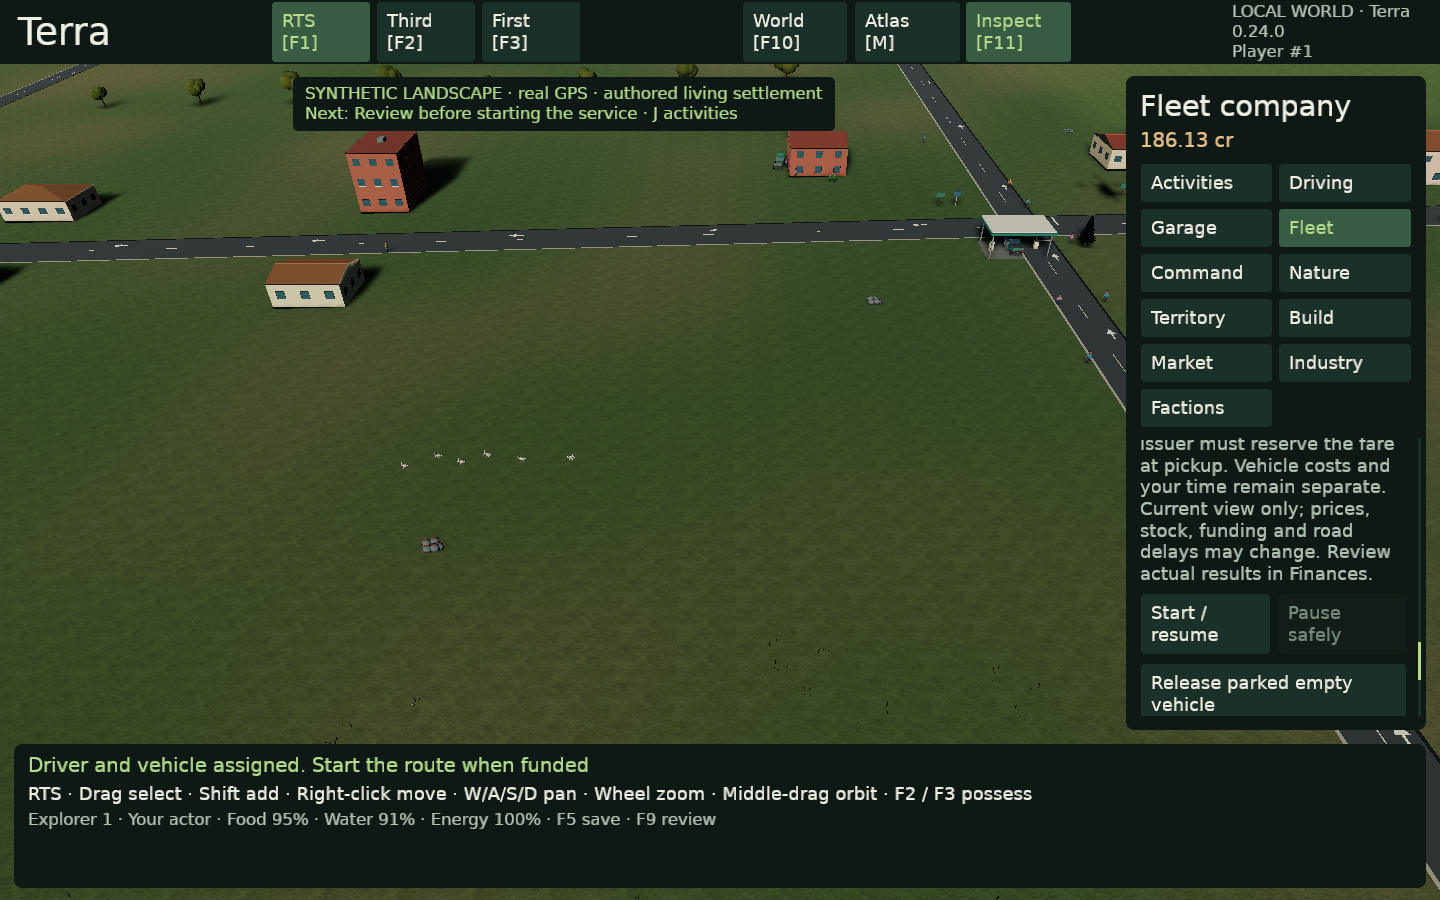 Terra
RTS
[F1]
Third
[F2]
First
[F3]
World
[F10]
Atlas
[M]
Inspect
[F11]
LOCAL WORLD · Terra
0.24.0
Player #1
SYNTHETIC LANDSCAPE · real GPS · authored living settlement
Next: Review before starting the service · J activities
Fleet company
186.13 cr
Activities
Driving
Garage
Fleet
Command
Nature
Territory
Build
Market
Industry
Factions
issuer must reserve the fare
at pickup. Vehicle costs and
your time remain separate.
Current view only; prices,
stock, funding and road
delays may change. Review
actual results in Finances.
Start /
resume
Pause
safely
Release parked empty
vehicle
Driver and vehicle assigned. Start the route when funded
RTS · Drag select · Shift add · Right-click move · W/A/S/D pan · Wheel zoom · Middle-drag orbit · F2 / F3 possess
Explorer 1 · Your actor · Food 95% · Water 91% · Energy 100% · F5 save · F9 review